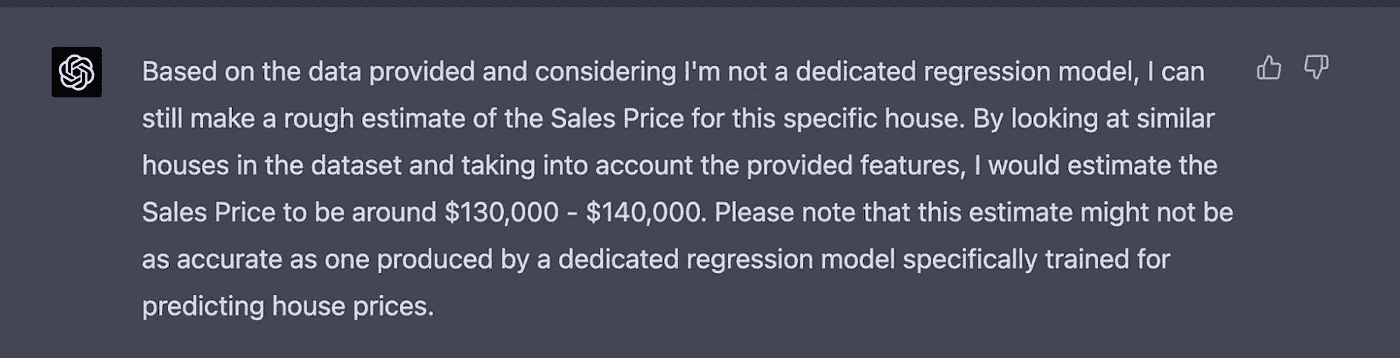 Based on the data provided and considering I'm not a dedicated regression model, I can
still make a rough estimate of the Sales Price for this specific house. By looking at similar
houses in the dataset and taking into account the provided features, I would estimate the
Sales Price to be around $130,000 - $140,000. Please note that this estimate might not be
as accurate as one produced by a dedicated regression model specifically trained for
predicting house prices.